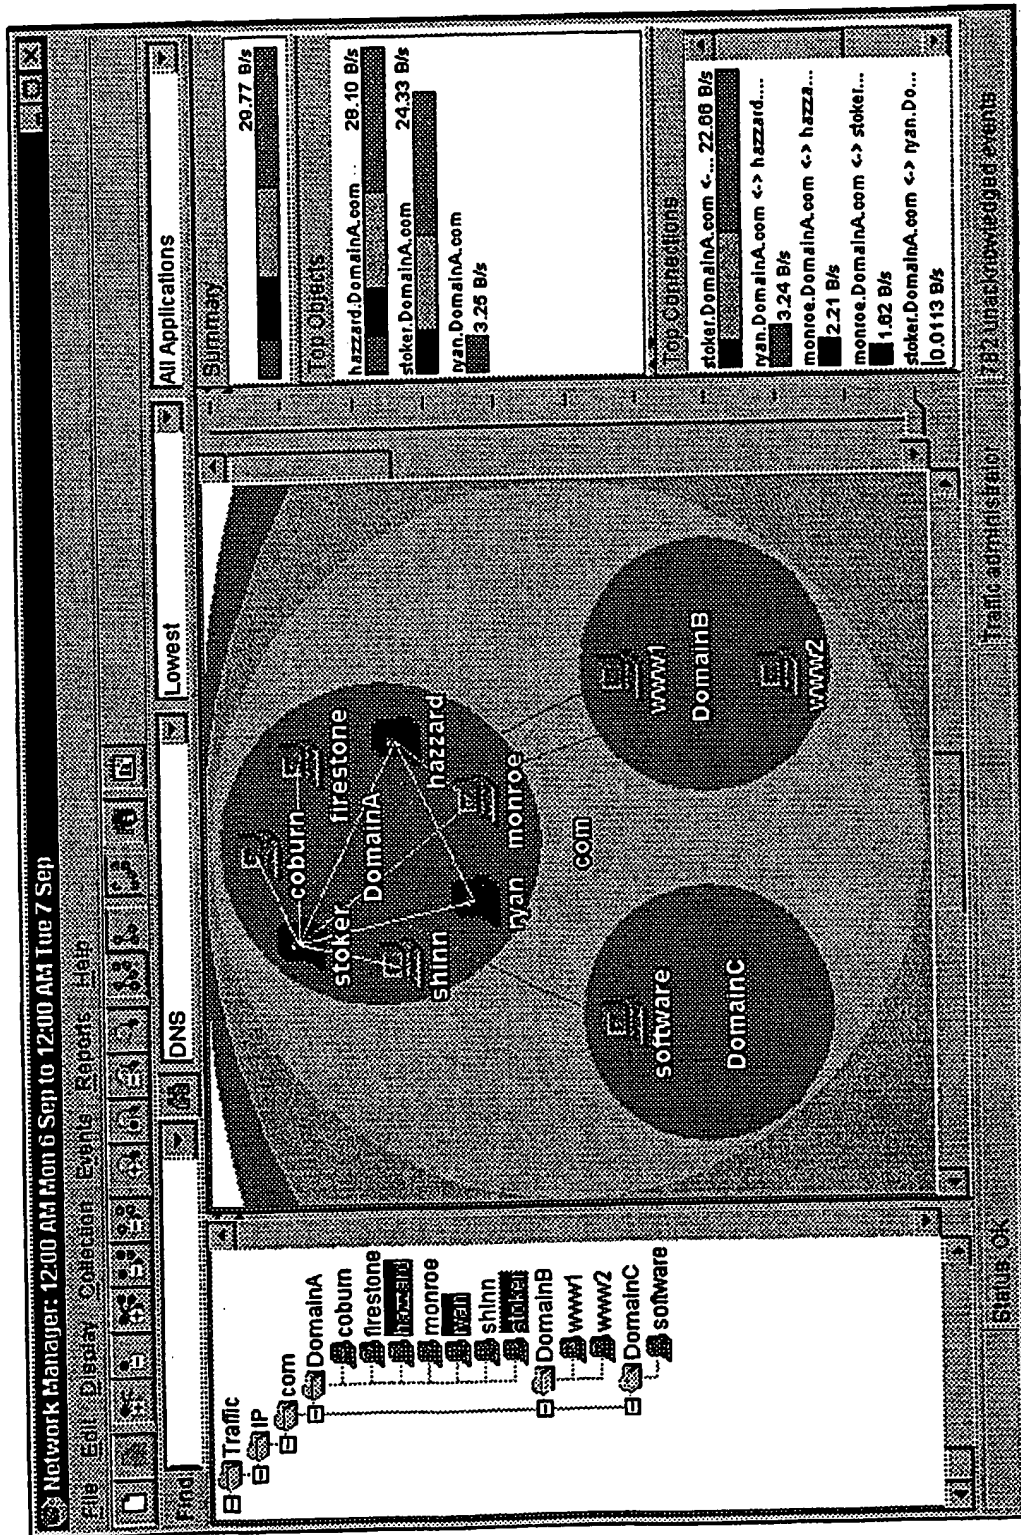 Network Manager: 12:00 AM Mon 6 Sep to 12:00 AM Tue 7 Sep
File Edit Display Collection Events Reports Help
Find
DNS
Lowest
All Applications
Traffic
IP
com
DomainA
coburn
firestone
hazzard
monroe
ryan
shinn
stoker
DomainB
www1
www2
DomainC
software
coburn
firestone
stoker
DomainA
hazzard
shinn
ryan
monroe
com
software
DomainC
www1
DomainB
www2
Summary
29.77 B/s
Top Objects
hazzard.DomainA.com ... 28.10 B/s
stoker.DomainA.com 24.33 B/s
ryan.DomainA.com
3.25 B/s
Top Connections
stoker.DomainA.com <-... 22.66 B/s
ryan.DomainA.com <-> hazzard....
3.24 B/s
monroe.DomainA.com <-> hazza...
2.21 B/s
monroe.DomainA.com <-> stoker...
1.62 B/s
stoker.DomainA.com <-> ryan.Do...
0.0113 B/s
Status: OK
Traffic administration
1782 unacknowledged events